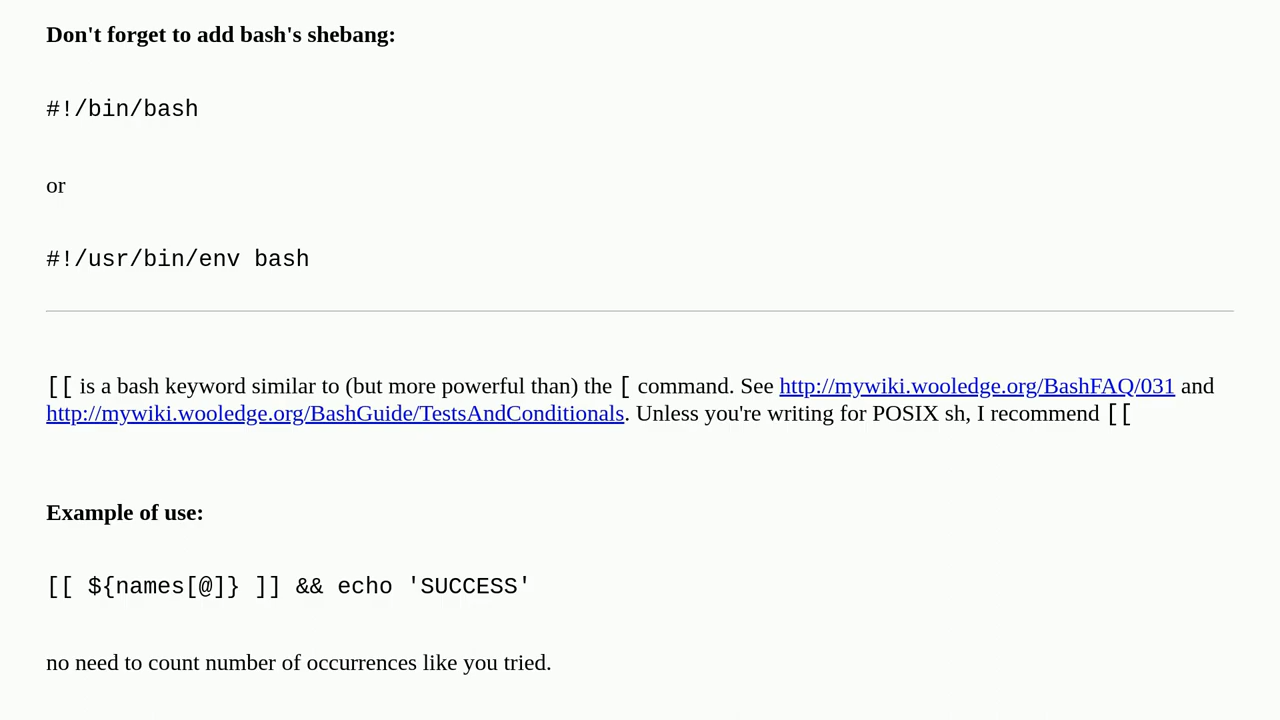 Don't forget to add bash's shebang:
#!/bin/bash
or
#!/usr/bin/env bash
[[ is a bash keyword similar to (but more powerful than) the [ command. See http://mywiki.wooledge.org/BashFAQ/031 and
http://mywiki.wooledge.org/BashGuide/TestsAndConditionals. Unless you're writing for POSIX sh, I recommend [[
Example of use:
[[ ${names[@]} ]] && echo 'SUCCESS'
no need to count number of occurrences like you tried.